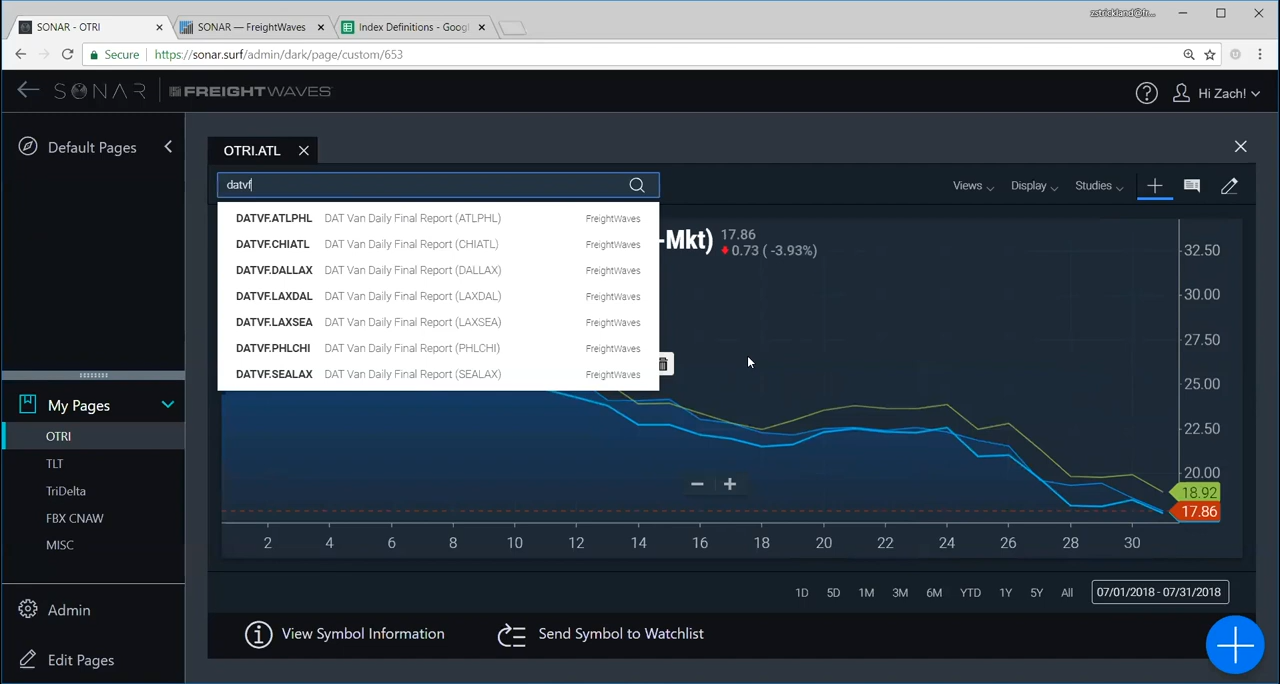 SONAR - OTRI
SONAR — FreightWaves
Index Definitions - Googl
Secure
https://sonar.surf/admin/dark/page/custom/653
SONAR
FREIGHTWAVES
Hi Zach!
Default Pages
OTRI.ATL
datvf
Views
Display
Studies
DATVF.ATLPHL DAT Van Daily Final Report (ATLPHL) FreightWaves
DATVF.CHIATL DAT Van Daily Final Report (CHIATL) FreightWaves
DATVF.DALLAX DAT Van Daily Final Report (DALLAX) FreightWaves
DATVF.LAXDAL DAT Van Daily Final Report (LAXDAL) FreightWaves
DATVF.LAXSEA DAT Van Daily Final Report (LAXSEA) FreightWaves
DATVF.PHLCHI DAT Van Daily Final Report (PHLCHI) FreightWaves
DATVF.SEALAX DAT Van Daily Final Report (SEALAX) FreightWaves
-Mkt)
17.86
0.73 ( -3.93%)
32.50
30.00
27.50
25.00
22.50
20.00
18.92
17.86
2 4 6 8 10 12 14 16 18 20 22 24 26 28 30
My Pages
OTRI
TLT
TriDelta
FBX CNAW
MISC
1D 5D 1M 3M 6M YTD 1Y 5Y All
07/01/2018 - 07/31/2018
View Symbol Information
Send Symbol to Watchlist
Admin
Edit Pages